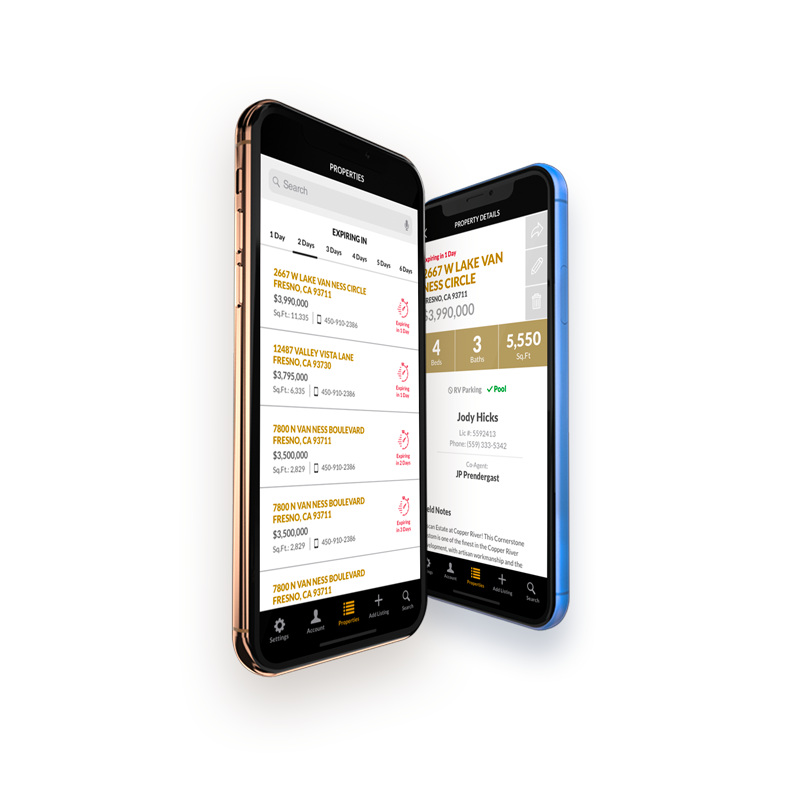 PROPERTIES
Search
EXPIRING IN
1 Day 2 Days 3 Days 4 Days 5 Days 6 Days
2667 W LAKE VAN NESS CIRCLE
FRESNO, CA 93711
$3,990,000
Sq.Ft.: 11,335 450-910-2386
Expiring
in 1 Day
12487 VALLEY VISTA LANE
FRESNO, CA 93730
$3,795,000
Sq.Ft.: 6,335 450-910-2386
Expiring
in 1 Day
7800 N VAN NESS BOULEVARD
FRESNO, CA 93711
$3,500,000
Sq.Ft.: 2,829 450-910-2386
Expiring
in 2 Days
7800 N VAN NESS BOULEVARD
FRESNO, CA 93711
$3,500,000
Sq.Ft.: 2,829 450-910-2386
Expiring
in 3 Days
7800 N VAN NESS BOULEVARD
FRESNO, CA 93711
Settings Account Properties Add Listing Search
PROPERTY DETAILS
Expiring in 1 Day
2667 W LAKE VAN
NESS CIRCLE
FRESNO, CA 93711
$3,990,000
4 3 5,550
Beds Baths Sq.Ft
RV Parking Pool
Jody Hicks
Lic #: 5592413
Phone: (559) 333-5342
Co-Agent:
JP Prendergast
eld Notes
can Estate at Copper River! This Cornerstone
stom is one of the finest in the Copper River
elopment, with artisan workmanship and the
Account Properties Add Listing Search